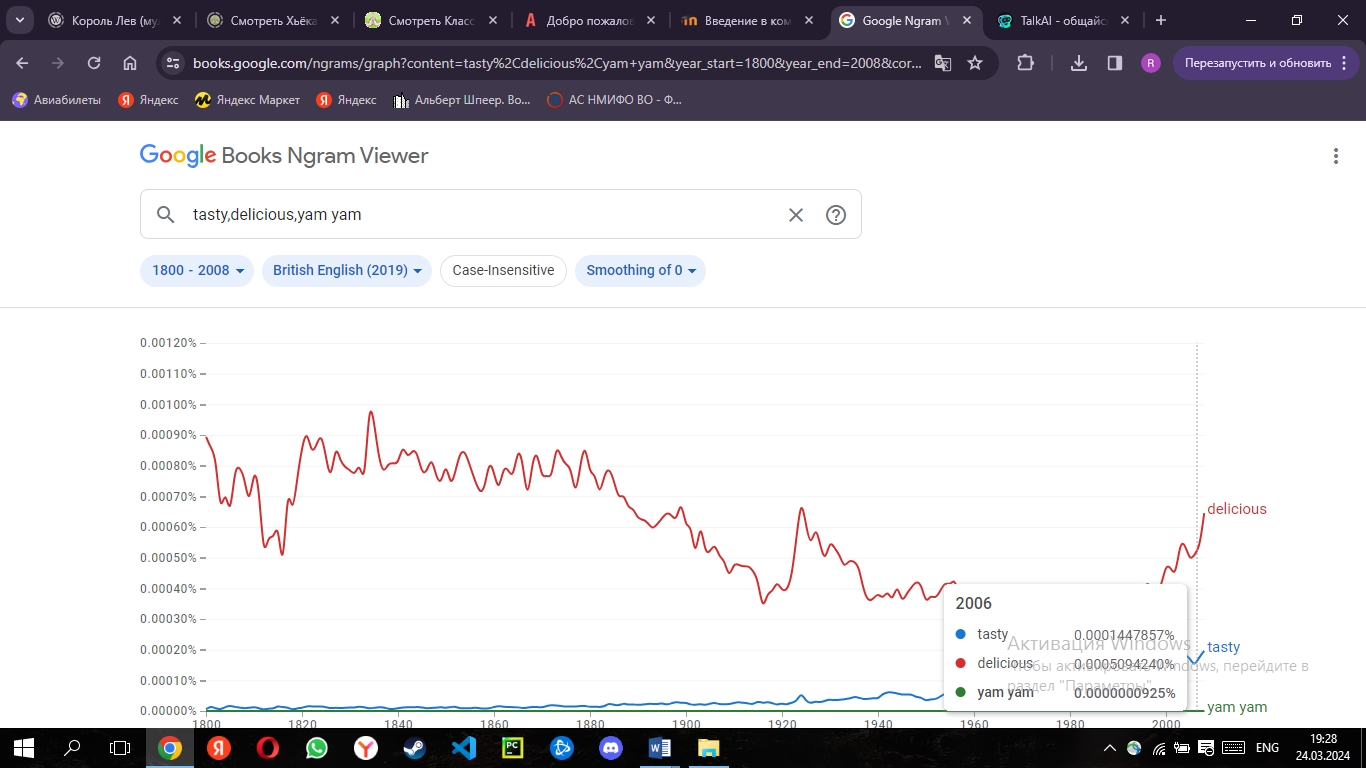 Король Лев (му
Смотреть Хьёка
Смотреть Класс
Добро пожалов
Введение в ком
Google Ngram V
TalkAI - общайс
books.google.com/ngrams/graph?content=tasty%2Cdelicious%2Cyam+yam&year_start=1800&year_end=2008&cor...
R
Перезапустить и обновить
Авиабилеты
Яндекс
Яндекс Маркет
Яндекс
Альберт Шпеер. Во...
АС НМИФО ВО - Ф...
Google Books Ngram Viewer
tasty,delicious,yam yam
1800 - 2008
British English (2019)
Case-Insensitive
Smoothing of 0
0.00120%
0.00110%
0.00100%
0.00090%
0.00080%
0.00070%
0.00060%
0.00050%
0.00040%
0.00030%
0.00020%
0.00010%
0.00000%
delicious
tasty
yam yam
2006
tasty 0.0001447857%
delicious 0.0005094240%
yam yam 0.0000000925%
Активация Windows
Чтобы активировать Windows, перейдите в
раздел "Параметры".
1800 1820 1840 1860 1880 1900 1920 1940 1960 1980 2000
ENG
19:28
24.03.2024